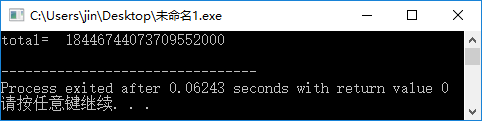 C:\Users\jin\Desktop\未命名1.exe
total=  18446744073709552000
--------------------------------
Process exited after 0.06243 seconds with return value 0
请按任意键继续. . .